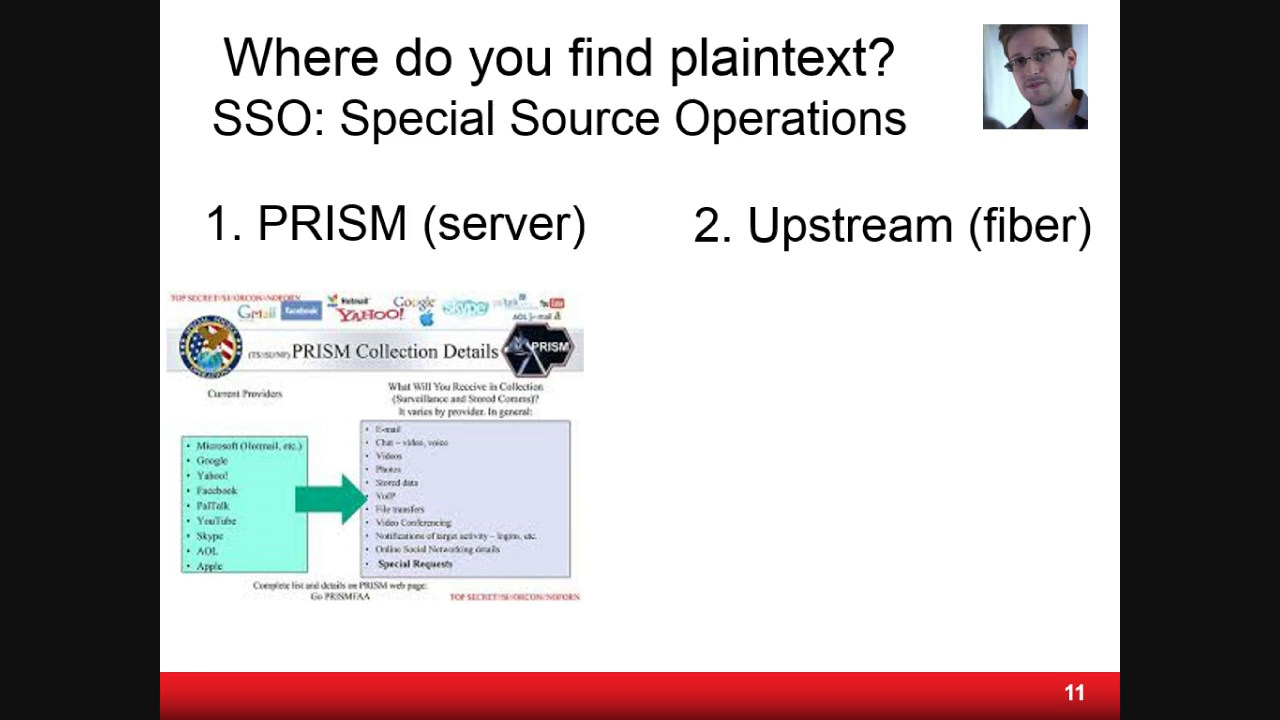 Where do you find plaintext?
SSO: Special Source Operations
1. PRISM (server)
2. Upstream (fiber)
TOP SECRET//SI//ORCON//NOFORN
Gmail facebook Hotmail YAHOO! Google skype paltalk YouTube
AOL mail
PRISM Collection Details
PRISM
Current Providers
What Will You Receive in Collection
(Surveillance and Stored Comms)?
It varies by provider. In general:
• Microsoft (Hotmail, etc.)
• Google
• Yahoo!
• Facebook
• PalTalk
• YouTube
• Skype
• AOL
• Apple
• E-mail
• Chat – video, voice
• Videos
• Photos
• Stored data
• VoIP
• File transfers
• Video Conferencing
• Notifications of target activity – logins, etc.
• Online Social Networking details
• Special Requests
Complete list and details on PRISM web page:
Go PRISMFAA
TOP SECRET//SI//ORCON//NOFORN
11